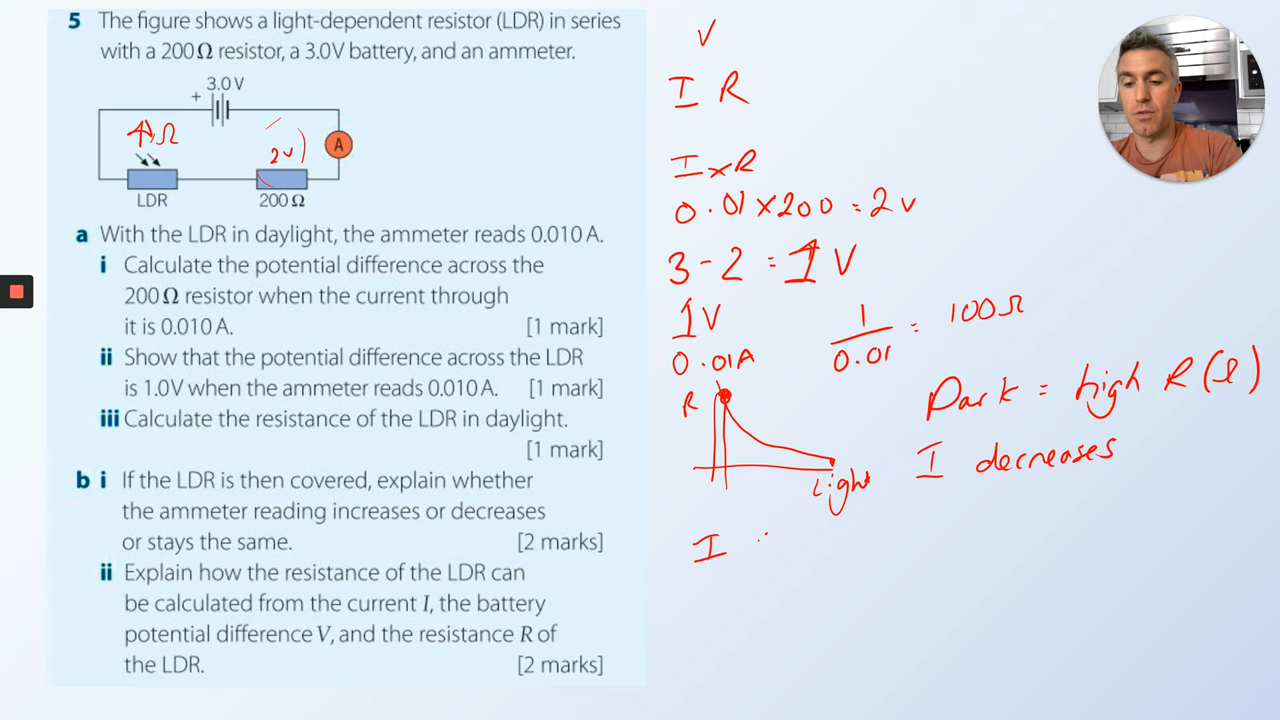 5 The figure shows a light-dependent resistor (LDR) in series
with a 200 Ω resistor, a 3.0 V battery, and an ammeter.
3.0 V
+
Ω
2v
A
LDR
200 Ω
a With the LDR in daylight, the ammeter reads 0.010 A.
i Calculate the potential difference across the
200 Ω resistor when the current through
it is 0.010 A. [1 mark]
ii Show that the potential difference across the LDR
is 1.0 V when the ammeter reads 0.010 A. [1 mark]
iii Calculate the resistance of the LDR in daylight.
[1 mark]
b i If the LDR is then covered, explain whether
the ammeter reading increases or decreases
or stays the same. [2 marks]
ii Explain how the resistance of the LDR can
be calculated from the current I, the battery
potential difference V, and the resistance R of
the LDR. [2 marks]
V
I R
I × R
0.01 × 200 = 2 v
3 - 2 = 1 V
1V
0.01A
1
0.01
= 100 Ω
R
Light
Dark = high R (Ω)
I decreases
I